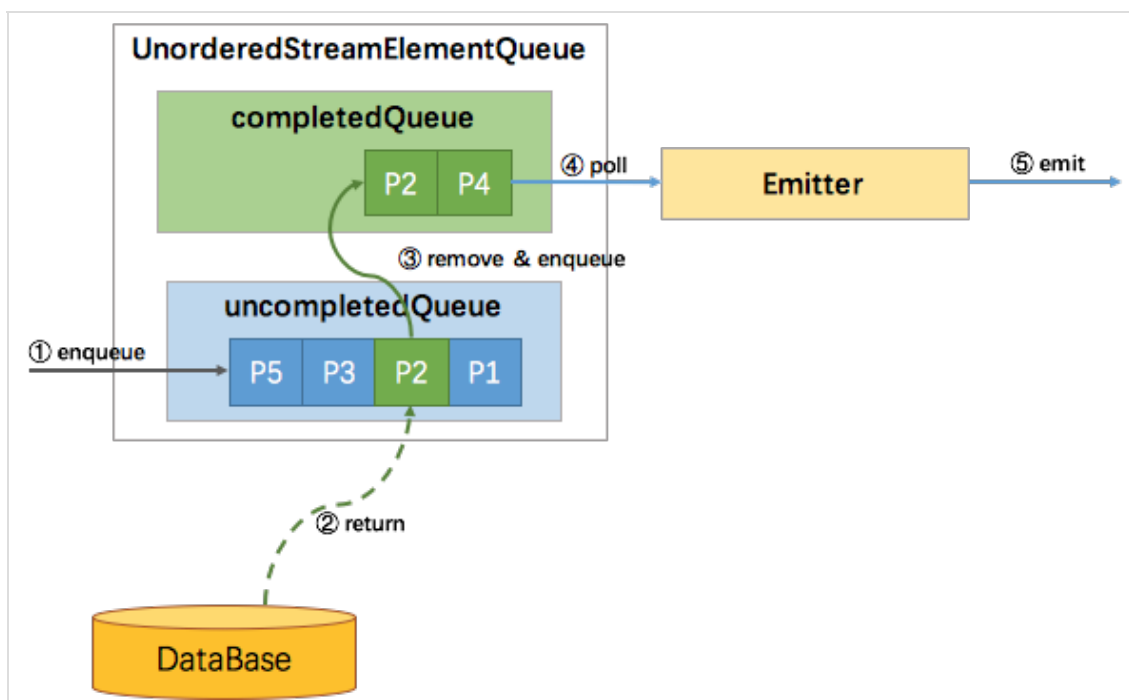 UnorderedStreamElementQueue
completedQueue
P2 P4
④ poll
Emitter
⑤ emit
③ remove & enqueue
uncompletedQueue
① enqueue
P5 P3 P2 P1
② return
DataBase